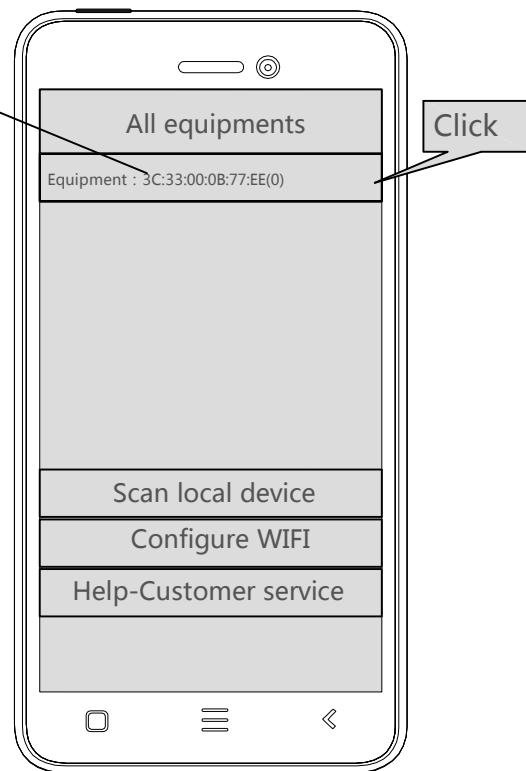 All equipments
Click
Equipment : 3C:33:00:0B:77:EE(0)
Scan local device
Configure WIFI
Help-Customer service